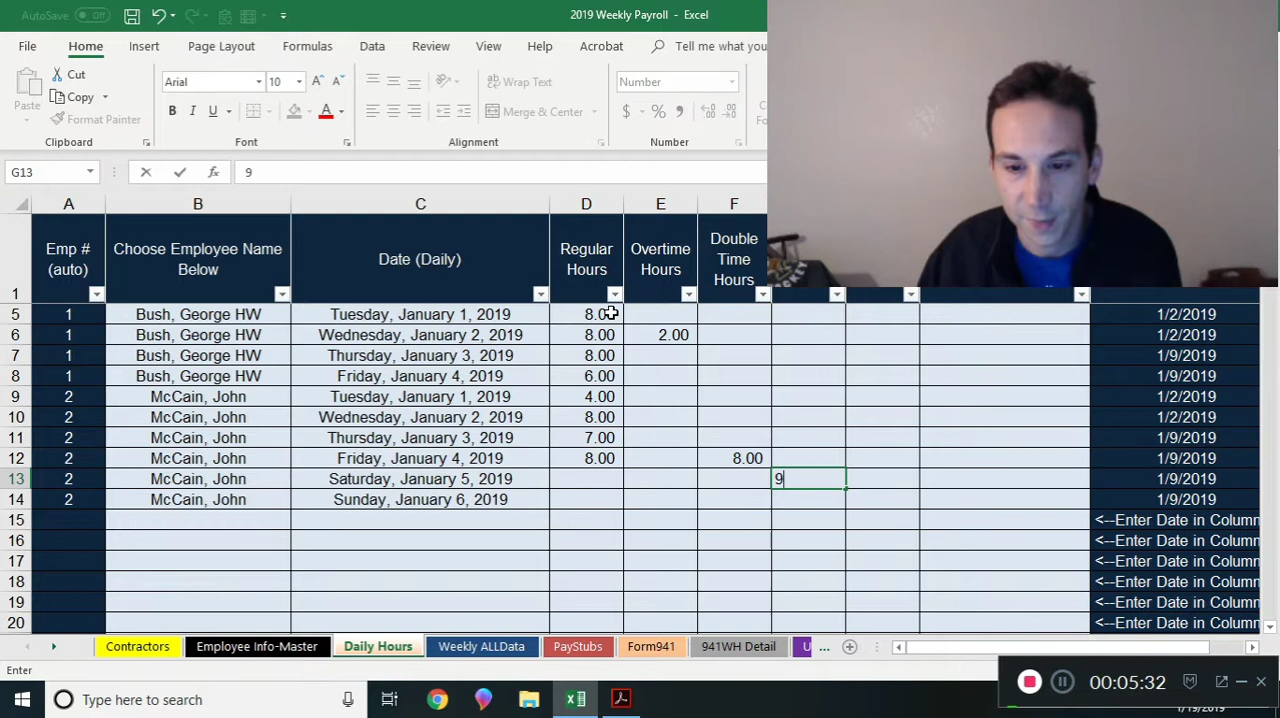 AutoSave Off 2019 Weekly Payroll - Excel
File Home Insert Page Layout Formulas Data Review View Help Acrobat Tell me what you
Paste Cut Arial 10 A A Wrap Text Number
Copy
Format Painter B I U A Merge & Center $ % ,
Clipboard Font Alignment Number
G13 fx 9
A B C D E F
1 Emp # (auto) Choose Employee Name Below Date (Daily) Regular Hours Overtime Hours Double Time Hours
5 1 Bush, George HW Tuesday, January 1, 2019 1/2/2019
6 1 Bush, George HW Wednesday, January 2, 2019 8.00 2.00 1/2/2019
7 1 Bush, George HW Thursday, January 3, 2019 8.00 1/9/2019
8 1 Bush, George HW Friday, January 4, 2019 6.00 1/9/2019
9 2 McCain, John Tuesday, January 1, 2019 4.00 1/2/2019
10 2 McCain, John Wednesday, January 2, 2019 8.00 1/2/2019
11 2 McCain, John Thursday, January 3, 2019 7.00 1/9/2019
12 2 McCain, John Friday, January 4, 2019 8.00 8.00 1/9/2019
13 2 McCain, John Saturday, January 5, 2019 9 1/9/2019
14 2 McCain, John Sunday, January 6, 2019 1/9/2019
15 <--Enter Date in Column
16 <--Enter Date in Column
17 <--Enter Date in Column
18 <--Enter Date in Column
19 <--Enter Date in Column
20 <--Enter Date in Column
Contractors Employee Info-Master Daily Hours Weekly ALLData PayStubs Form941 941WH Detail U ...
Enter
00:05:32
Type here to search